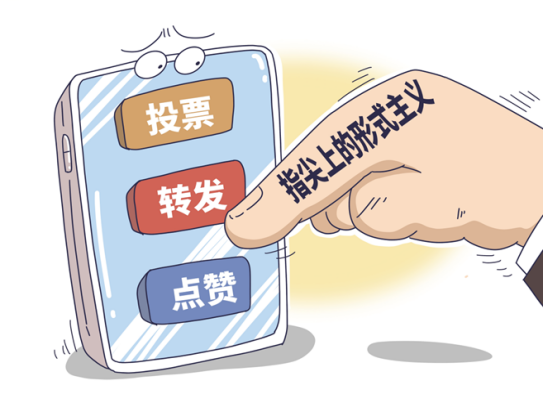 投票
转发
点赞
指尖上的形式主义